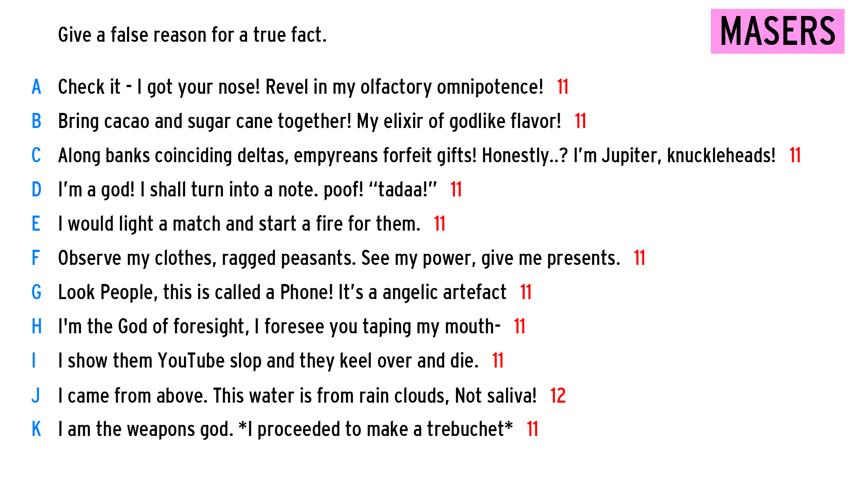 Give a false reason for a true fact.
MASERS
A Check it - I got your nose! Revel in my olfactory omnipotence! 11
B Bring cacao and sugar cane together! My elixir of godlike flavor! 11
C Along banks coinciding deltas, empyreans forfeit gifts! Honestly..? I'm Jupiter, knuckleheads! 11
D I'm a god! I shall turn into a note. poof! “tadaa!” 11
E I would light a match and start a fire for them. 11
F Observe my clothes, ragged peasants. See my power, give me presents. 11
G Look People, this is called a Phone! It's a angelic artefact 11
H I'm the God of foresight, I foresee you taping my mouth- 11
I I show them YouTube slop and they keel over and die. 11
J I came from above. This water is from rain clouds, Not saliva! 12
K I am the weapons god. *I proceeded to make a trebuchet* 11